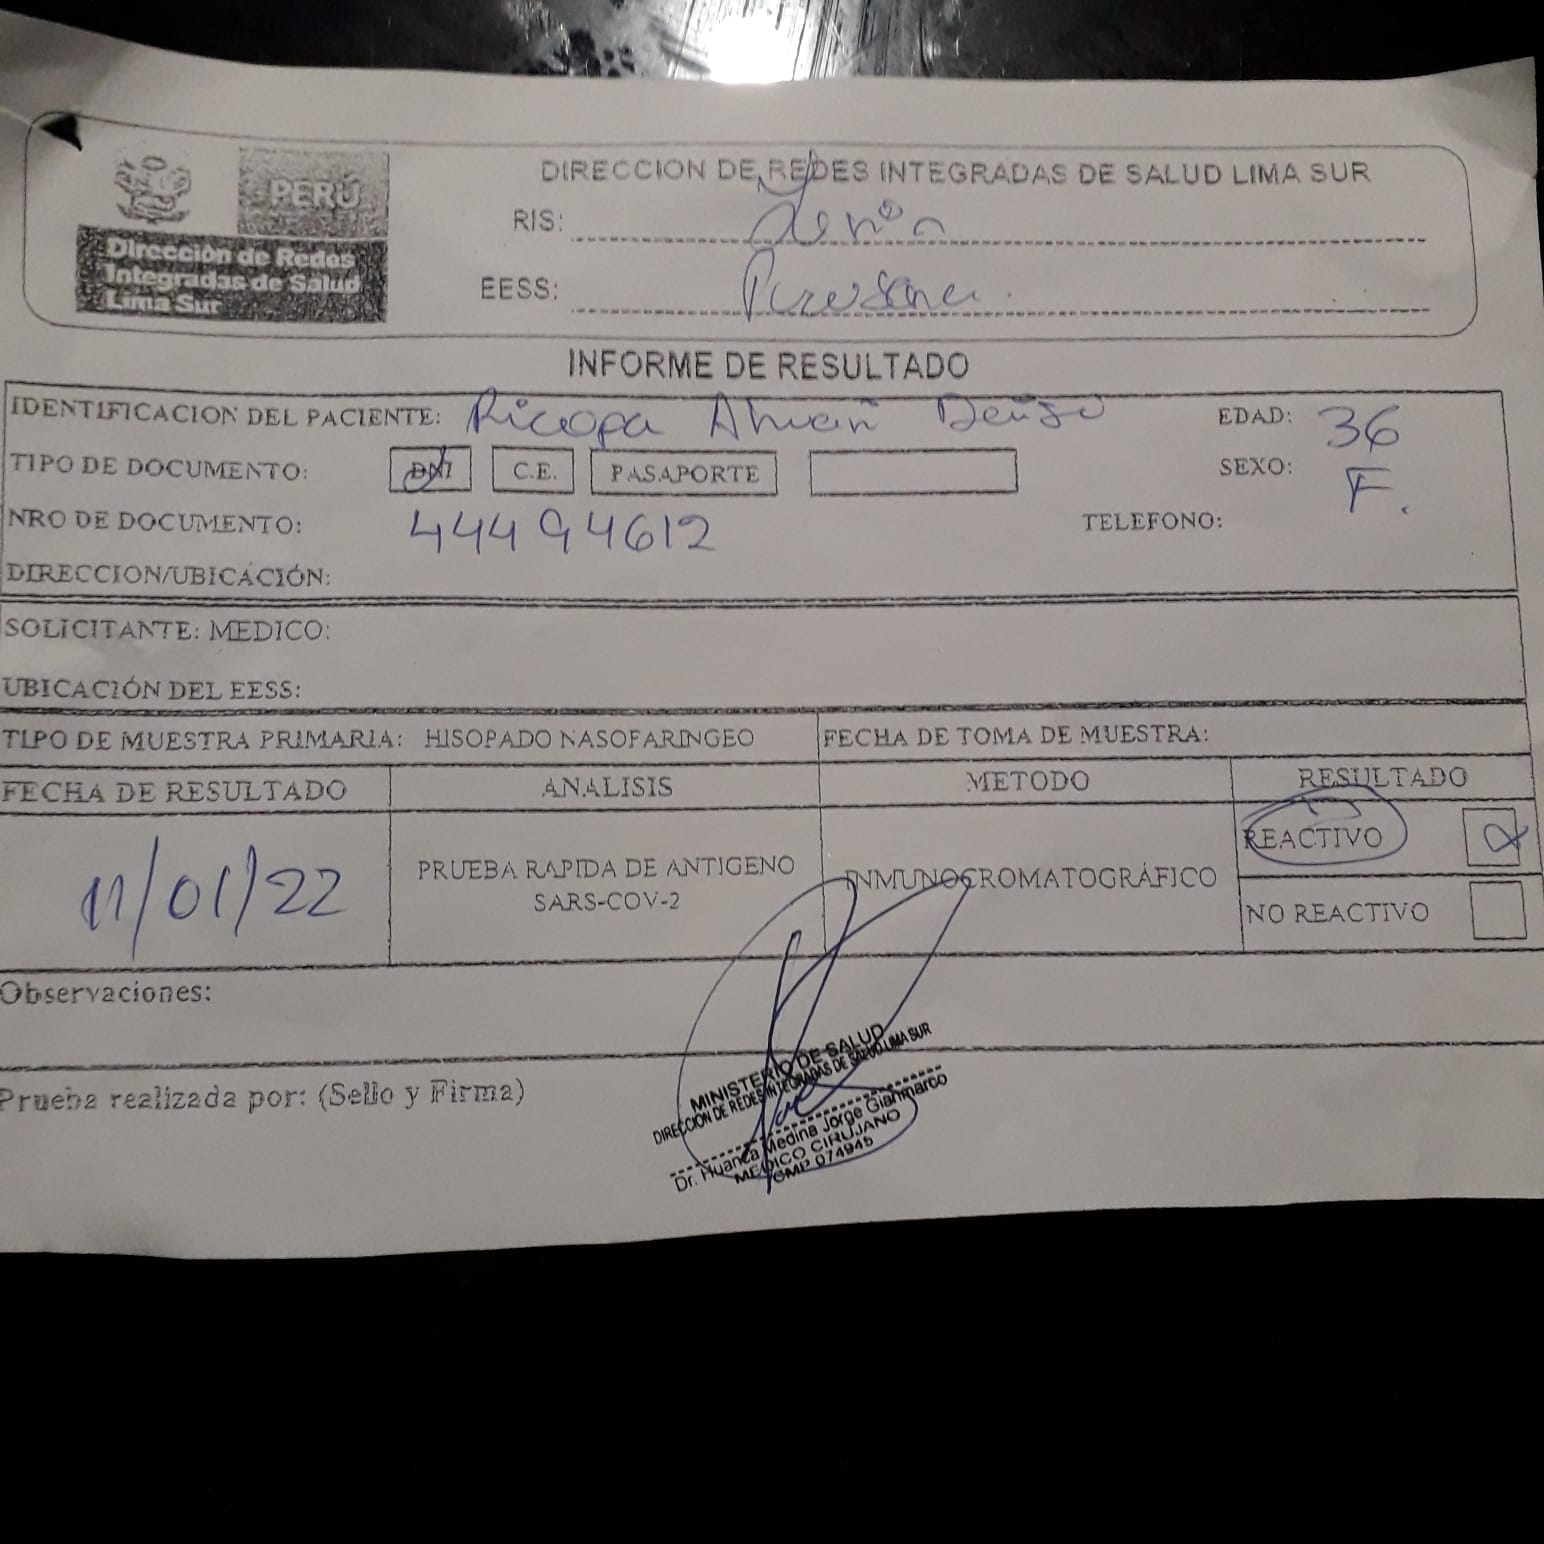 PERÚ
Dirección de Redes
Integradas de Salud
Lima Sur
DIRECCION DE REDES INTEGRADAS DE SALUD LIMA SUR
RIS:
EESS:
INFORME DE RESULTADO
IDENTIFICACION DEL PACIENTE: Ricopa EDAD: 36
TIPO DE DOCUMENTO: DNI C.E. PASAPORTE SEXO: F.
NRO DE DOCUMENTO: 44494612 TELEFONO:
DIRECCION/UBICACIÓN:
SOLICITANTE: MEDICO:
UBICACIÓN DEL EESS:
TIPO DE MUESTRA PRIMARIA: HISOPADO NASOFARINGEO FECHA DE TOMA DE MUESTRA:
FECHA DE RESULTADO ANALISIS METODO RESULTADO
11/01/22 PRUEBA RAPIDA DE ANTIGENO SARS-COV-2 INMUNOCROMATOGRÁFICO REACTIVO X
NO REACTIVO
Observaciones:
Prueba realizada por: (Sello y Firma)
MINISTERIO DE SALUD
DIRECCION DE REDES INTEGRADAS DE SALUD LIMA SUR
Dr. Huanca Medina Jorge Gianmarco
MEDICO CIRUJANO
CMP 074945